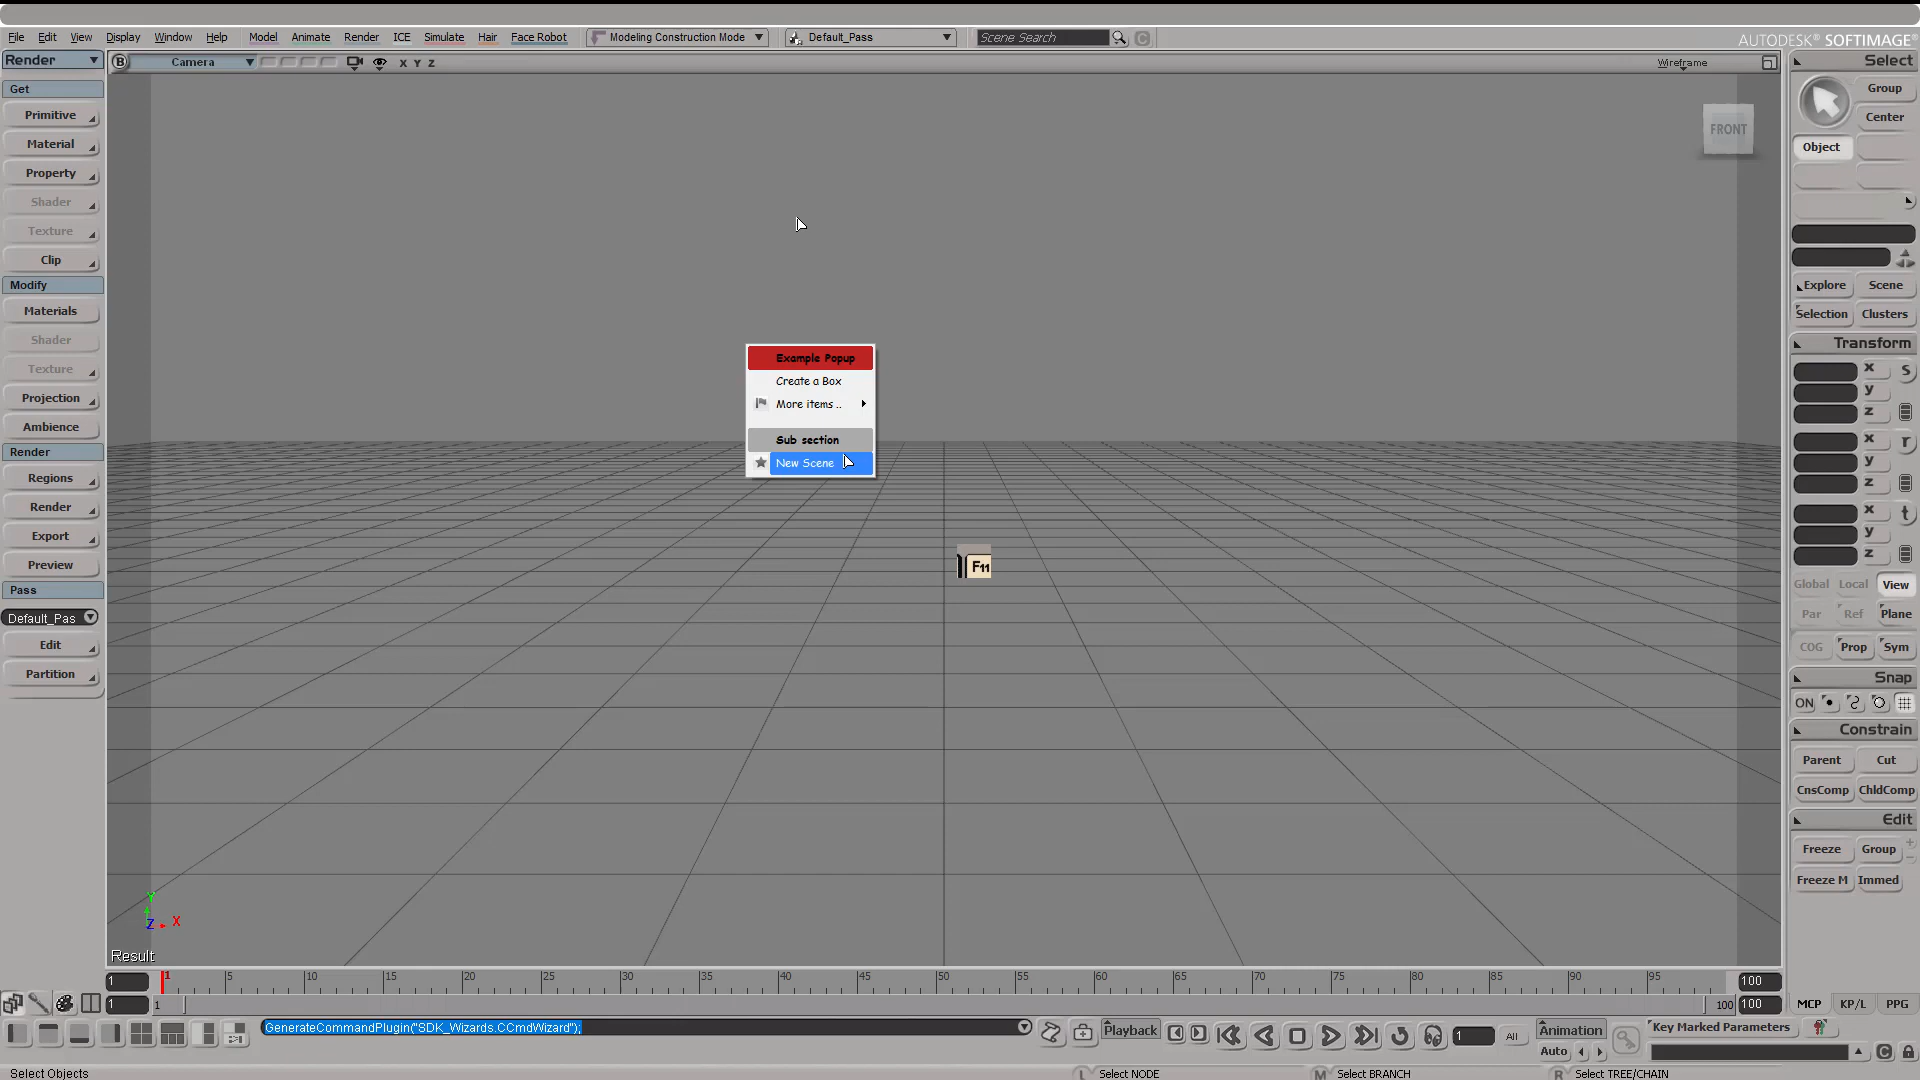 File Edit View Display Window Help Model Animate Render ICE Simulate Hair Face Robot Modeling Construction Mode Default_Pass Scene Search C AUTODESK® SOFTIMAGE®
Render B Camera X Y Z Wireframe Select
Get
Primitive
Material
Property
Shader
Texture
Clip
Modify
Materials
Shader
Texture
Projection
Ambience
Render
Regions
Render
Export
Preview
Pass
Default_Pas
Edit
Partition
FRONT
Example Popup
Create a Box
More items ..
Sub section
New Scene
F11
Y
Z X
Result
Group
Center
Object
Explore Scene
Selection Clusters
Transform
x s
y
z
x r
y
z
x t
y
z
Global Local View
Par Ref Plane
COG Prop Sym
Snap
ON
Constrain
Parent Cut
CnsComp ChldComp
Edit
Freeze Group
Freeze M Immed
1 1 5 10 15 20 25 30 35 40 45 50 55 60 65 70 75 80 85 90 95 100
1 1 100 100 MCP KP/L PPG
GenerateCommandPlugin("SDK_Wizards.CCmdWizard"); Playback 1 All Animation Key Marked Parameters
Auto C
Select Objects L Select NODE M Select BRANCH R Select TREE/CHAIN